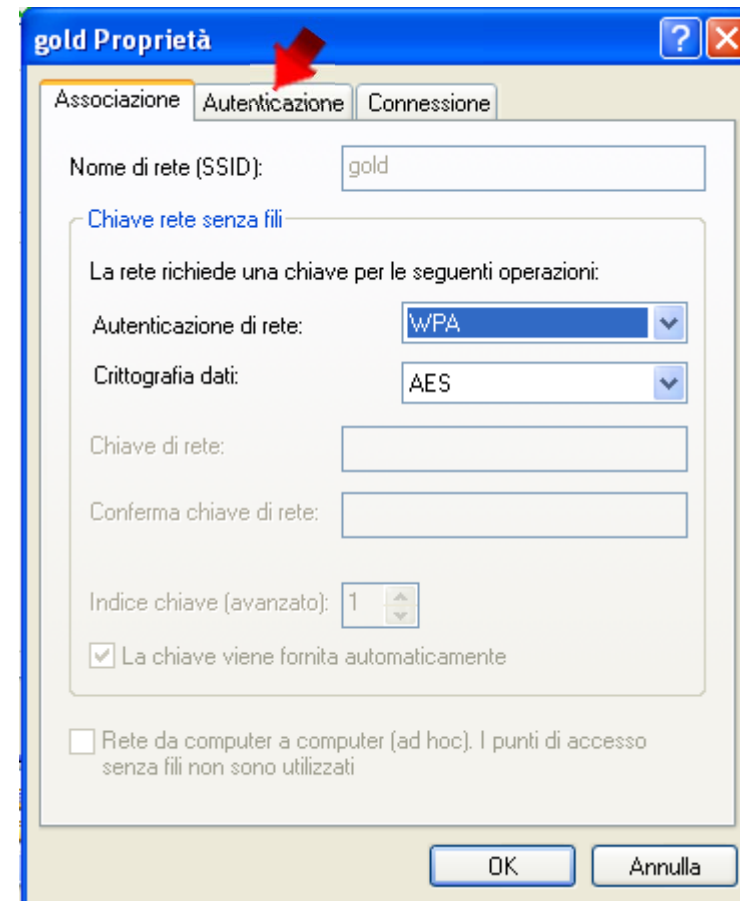 gold Proprietà
Associazione Autenticazione Connessione
Nome di rete (SSID): gold
Chiave rete senza fili
La rete richiede una chiave per le seguenti operazioni:
Autenticazione di rete: WPA
Crittografia dati: AES
Chiave di rete:
Conferma chiave di rete:
Indice chiave (avanzato): 1
La chiave viene fornita automaticamente
Rete da computer a computer (ad hoc). I punti di accesso
senza fili non sono utilizzati
OK Annulla